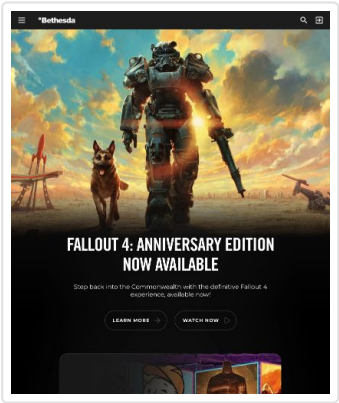 Bethesda
FALLOUT 4: ANNIVERSARY EDITION
NOW AVAILABLE
Step back into the Commonwealth with the definitive Fallout 4
experience, available now!
LEARN MORE
WATCH NOW